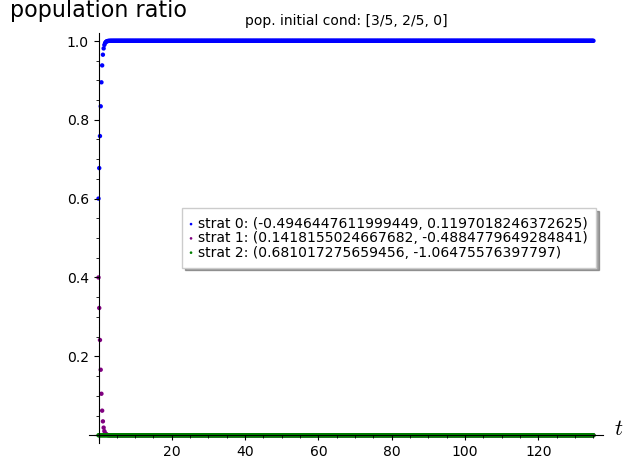 population ratio
pop. initial cond: [3/5, 2/5, 0]
1.0
0.8
0.6
strat 0: (-0.4946447611999449, 0.1197018246372625)
strat 1: (0.1418155024667682, -0.4884779649284841)
strat 2: (0.681017275659456, -1.06475576397797)
0.4
0.2
t
20 40 60 80 100 120